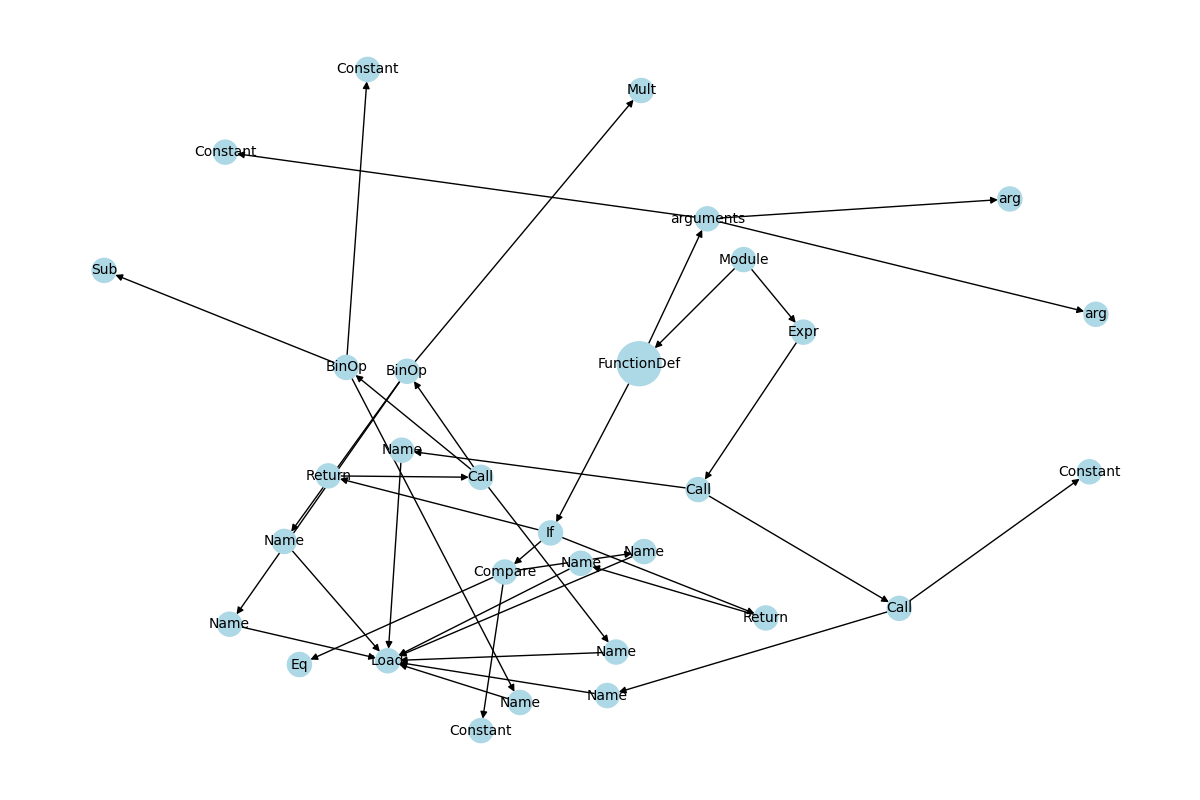 Constant
Mult
Constant
arg
arguments
Module
Sub
arg
Expr
FunctionDef
BinOp
BinOp
Name
Constant
Return
Call
Call
If
Name
Name
Name
Compare
Call
Return
Name
Name
Load
Eq
Name
Name
Constant